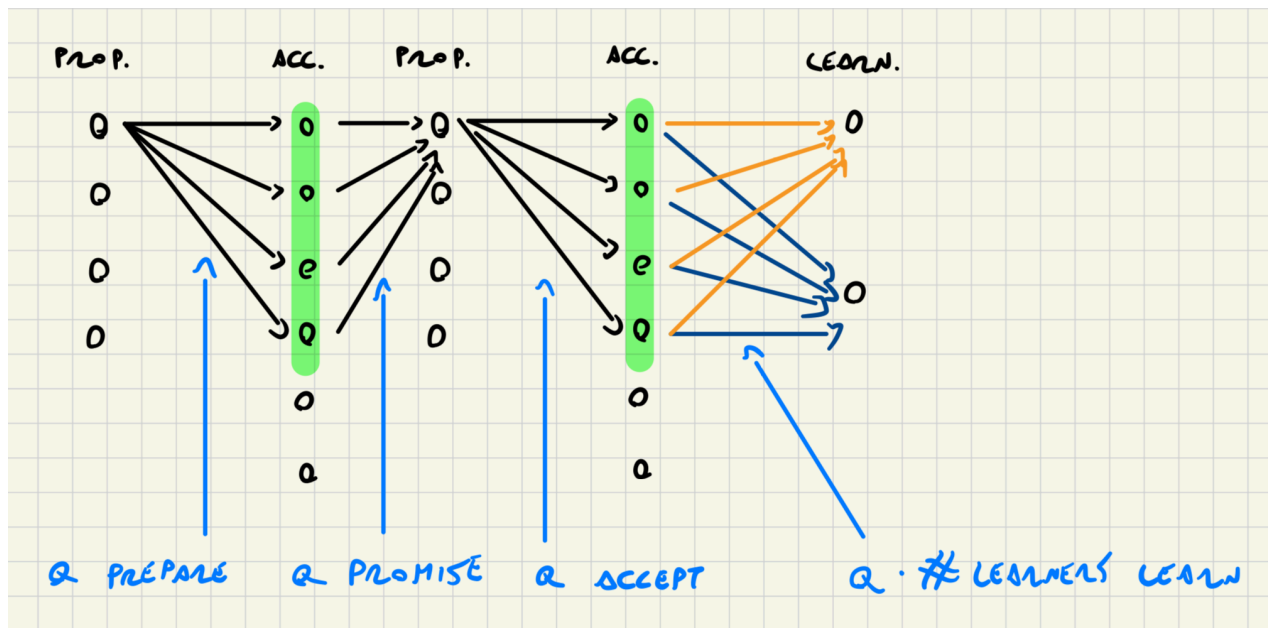 PROP. ACC. PROP. ACC. LEARN.
Q PREPARE Q PROMISE Q ACCEPT Q · # LEARNERS LEARN